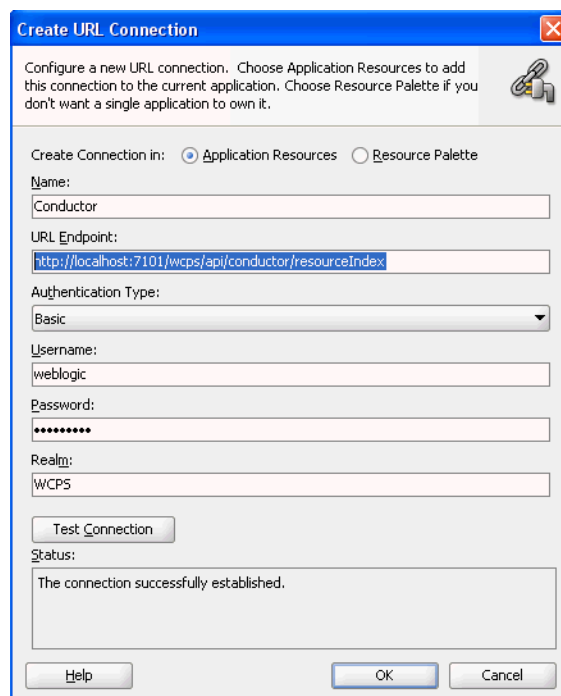 Create URL Connection
Configure a new URL connection. Choose Application Resources to add
this connection to the current application. Choose Resource Palette if you
don't want a single application to own it.
Create Connection in: Application Resources Resource Palette
Name:
Conductor
URL Endpoint:
http://localhost:7101/wcps/api/conductor/resourceIndex
Authentication Type:
Basic
Username:
weblogic
Password:
•••••••••
Realm:
WCPS
Test Connection
Status:
The connection successfully established.
Help OK Cancel